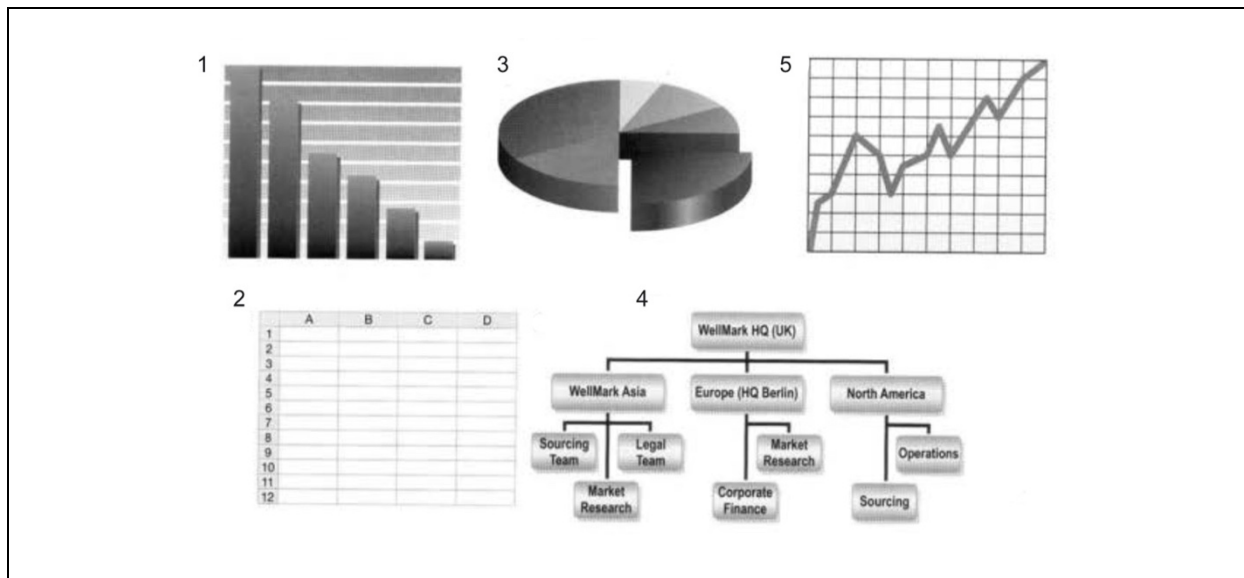 1
3
5
2
A B C D
1
2
3
4
5
6
7
8
9
10
11
12
4
WellMark HQ (UK)
WellMark Asia
Europe (HQ Berlin)
North America
Sourcing
Team
Legal
Team
Market
Research
Market
Research
Corporate
Finance
Operations
Sourcing